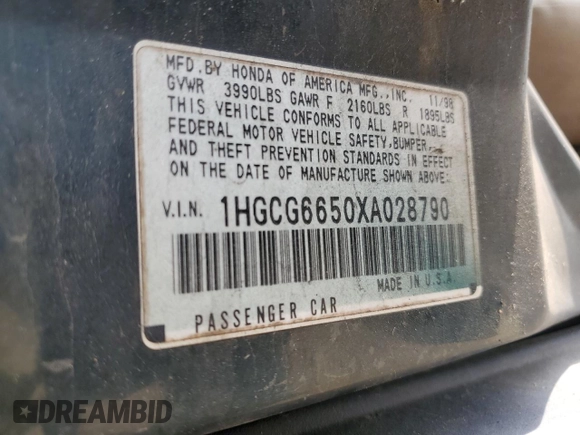 MFD. BY HONDA OF AMERICA MFG., INC. 11/98
GVWR 3990LBS GAWR F 2160LBS R 1895LBS
THIS VEHICLE CONFORMS TO ALL APPLICABLE
FEDERAL MOTOR VEHICLE SAFETY, BUMPER,
AND THEFT PREVENTION STANDARDS IN EFFECT
ON THE DATE OF MANUFACTURE SHOWN ABOVE:
V.I.N. 1HGCG6650XA028790
MADE IN U.S.A
PASSENGER CAR
DREAMBID